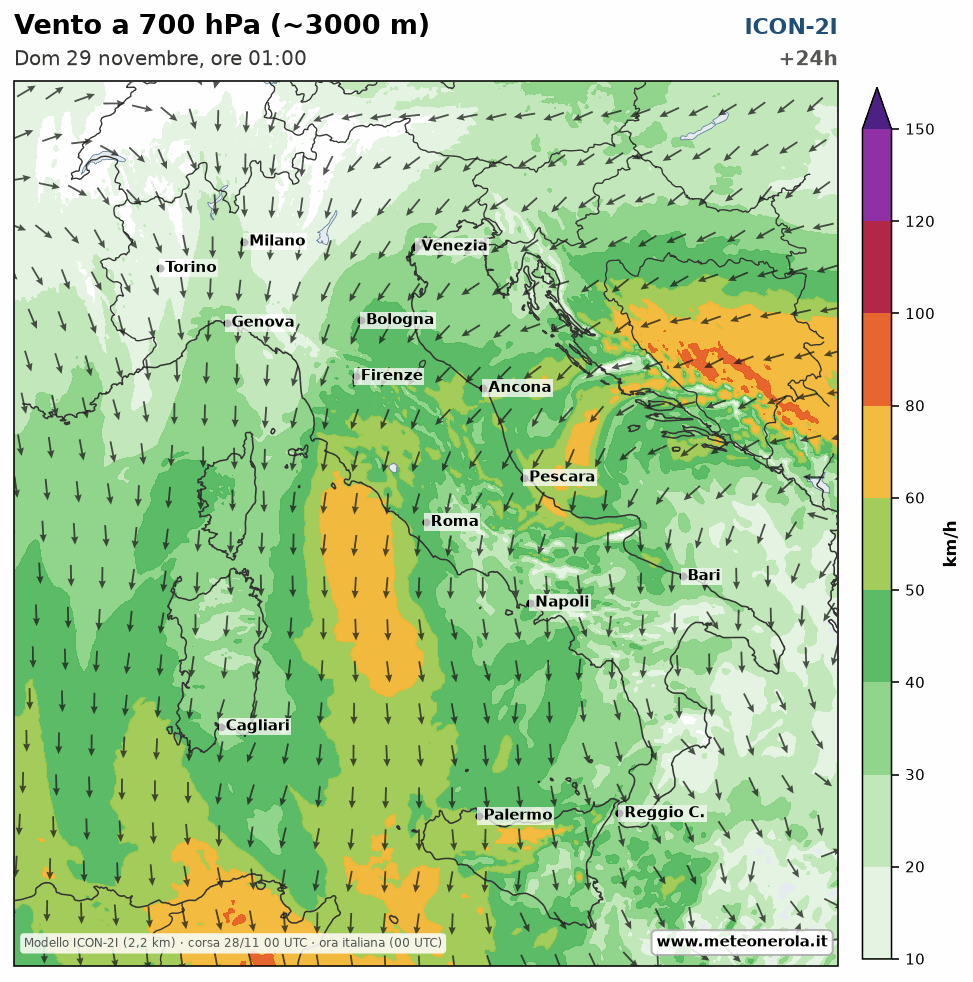 Vento a 700 hPa (~3000 m)
ICON-2I
Dom 29 novembre, ore 01:00
+24h
150
120
100
80
60
50
40
30
20
10
km/h
Milano
Venezia
Torino
Genova
Bologna
Firenze
Ancona
Pescara
Roma
Bari
Napoli
Cagliari
Palermo
Reggio C.
Modello ICON-2I (2,2 km) · corsa 28/11 00 UTC · ora italiana (00 UTC)
www.meteonerola.it